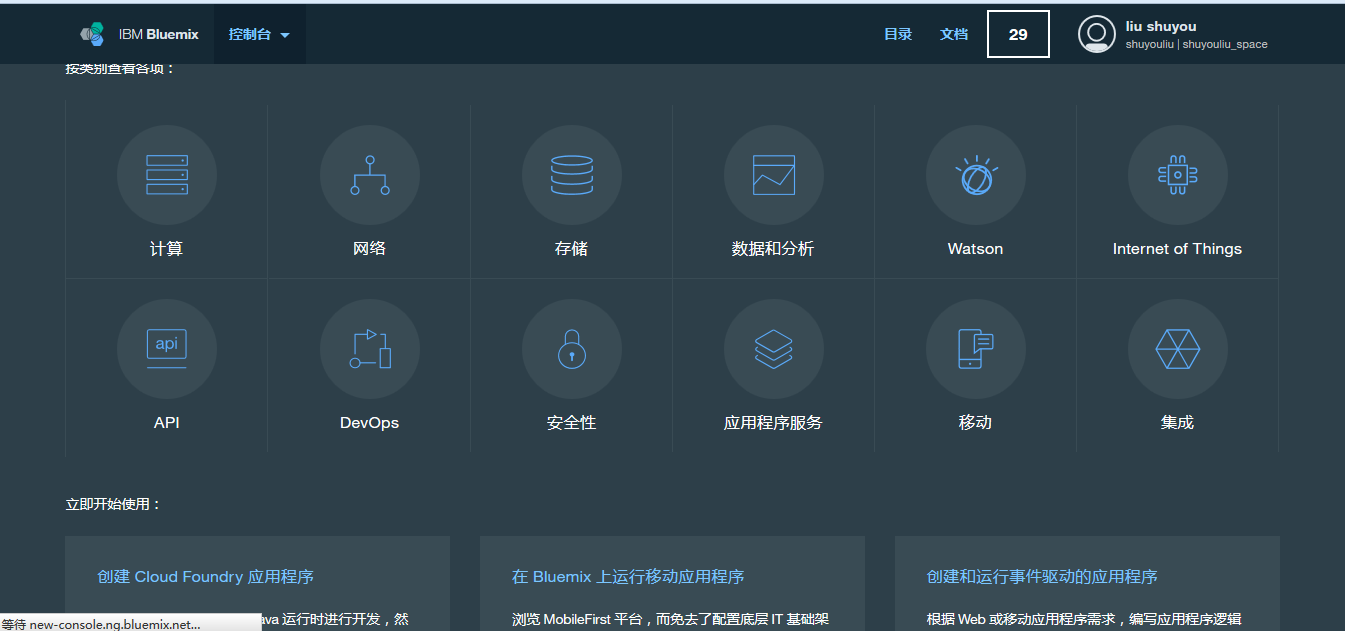 IBM Bluemix 控制台 目录 文档 29 liu shuyou
shuyouliu | shuyouliu_space
按类别查看各项：
计算 网络 存储 数据和分析 Watson Internet of Things
api
API DevOps 安全性 应用程序服务 移动 集成
立即开始使用：
创建 Cloud Foundry 应用程序 在 Bluemix 上运行移动应用程序 创建和运行事件驱动的应用程序
ava 运行时进行开发，然 浏览 MobileFirst 平台，而免去了配置底层 IT 基础架 根据 Web 或移动应用程序需求，编写应用程序逻辑
等待 new-console.ng.bluemix.net...